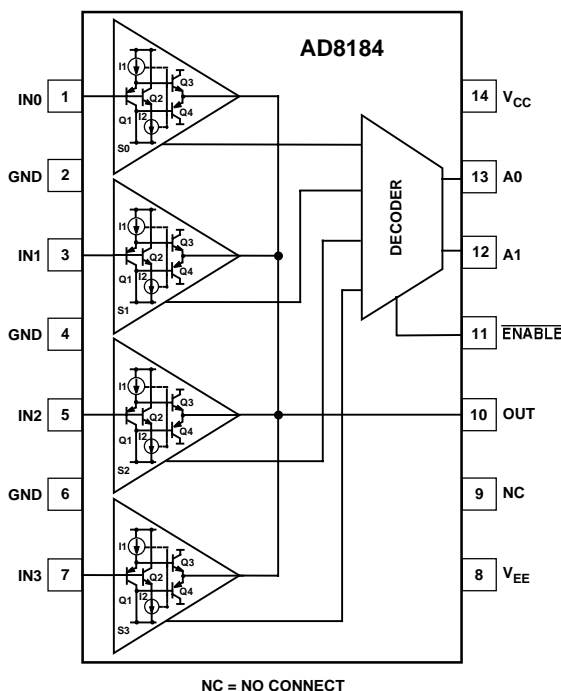 AD8184
IN0 1
I1
Q3
Q2
Q1
I2
Q4
S0
14 VCC
GND 2
DECODER
13 A0
IN1 3
I1
Q3
Q2
Q1
I2
Q4
S1
12 A1
GND 4
11 ENABLE
IN2 5
I1
Q3
Q2
Q1
I2
Q4
S2
10 OUT
GND 6
9 NC
IN3 7
I1
Q3
Q2
Q1
I2
Q4
S3
8 VEE
NC = NO CONNECT